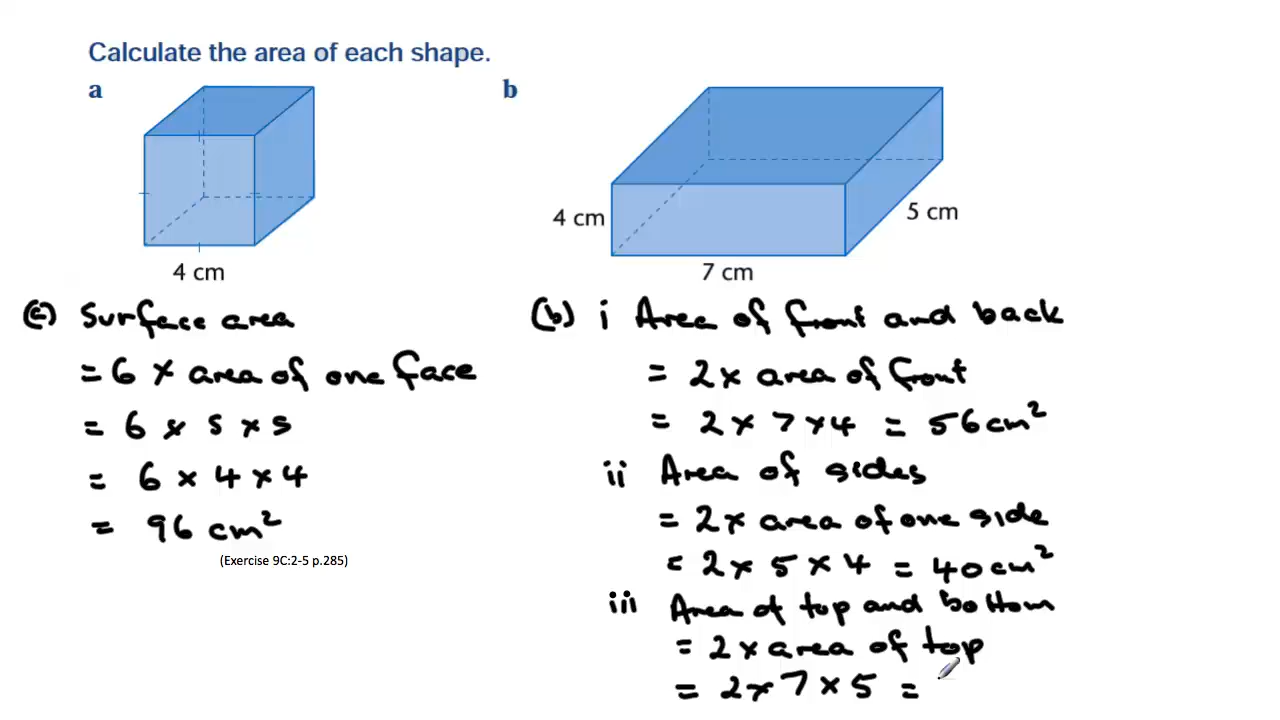 Calculate the area of each shape.
a
b
4 cm
4 cm
5 cm
7 cm
(a) Surface area
= 6 × area of one face
= 6 × s × s
= 6 × 4 × 4
= 96 cm²
(Exercise 9C:2-5 p.285)
(b) i Area of front and back
= 2 × area of front
= 2 × 7 × 4 = 56 cm²
ii Area of sides
= 2 × area of one side
= 2 × 5 × 4 = 40 cm²
iii Area of top and bottom
= 2 × area of top
= 2 × 7 × 5 =